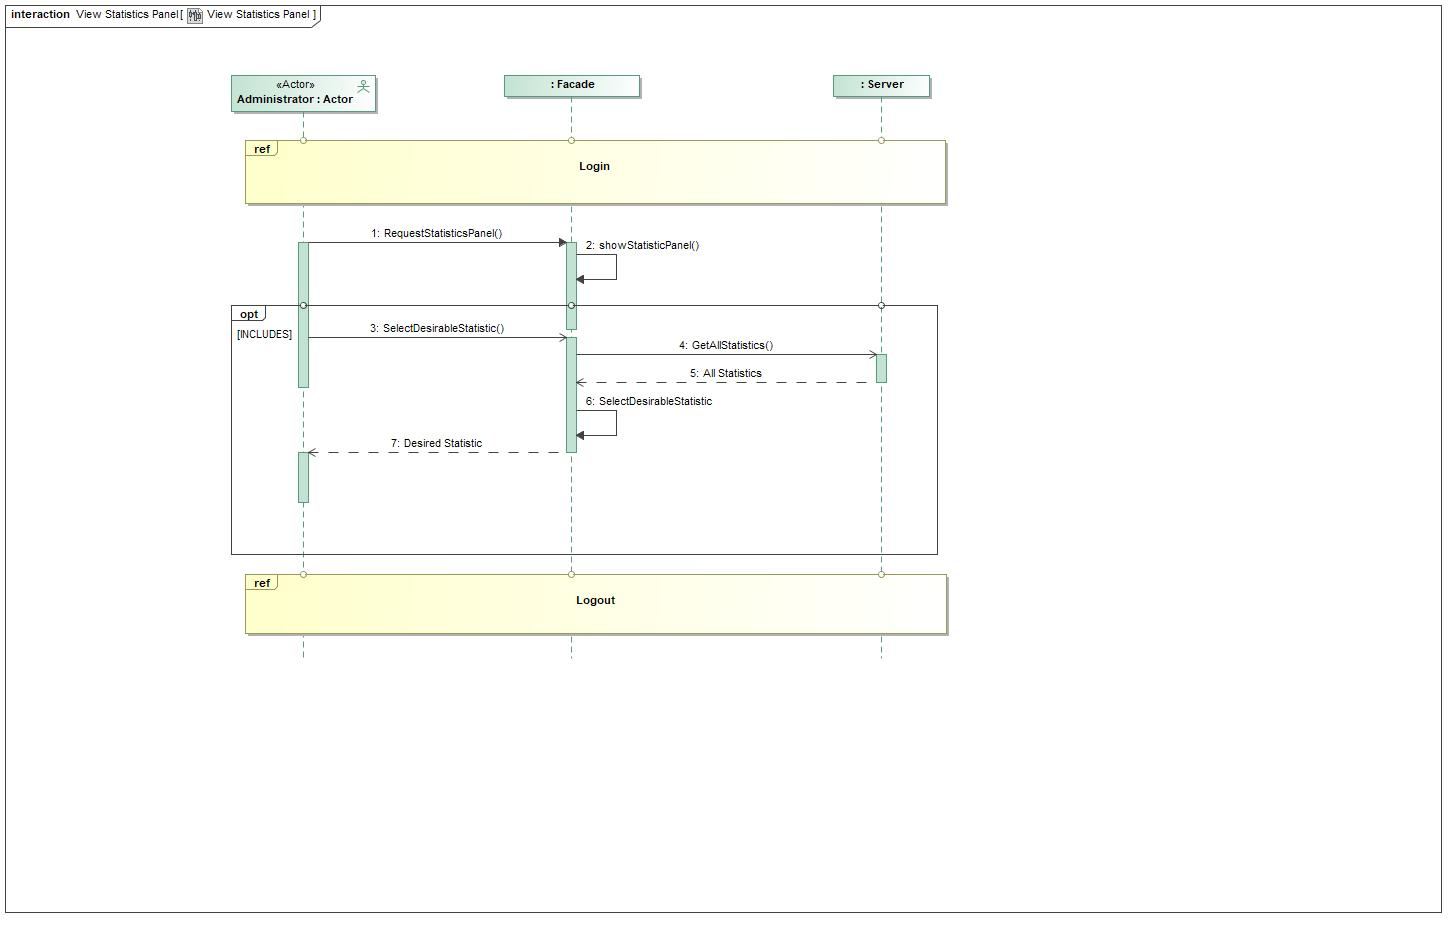 interaction View Statistics Panel[ View Statistics Panel ]
«Actor»
Administrator : Actor
: Facade
: Server
ref
Login
1: RequestStatisticsPanel()
2: showStatisticPanel()
opt
[INCLUDES]
3: SelectDesirableStatistic()
4: GetAllStatistics()
5: All Statistics
6: SelectDesirableStatistic
7: Desired Statistic
ref
Logout